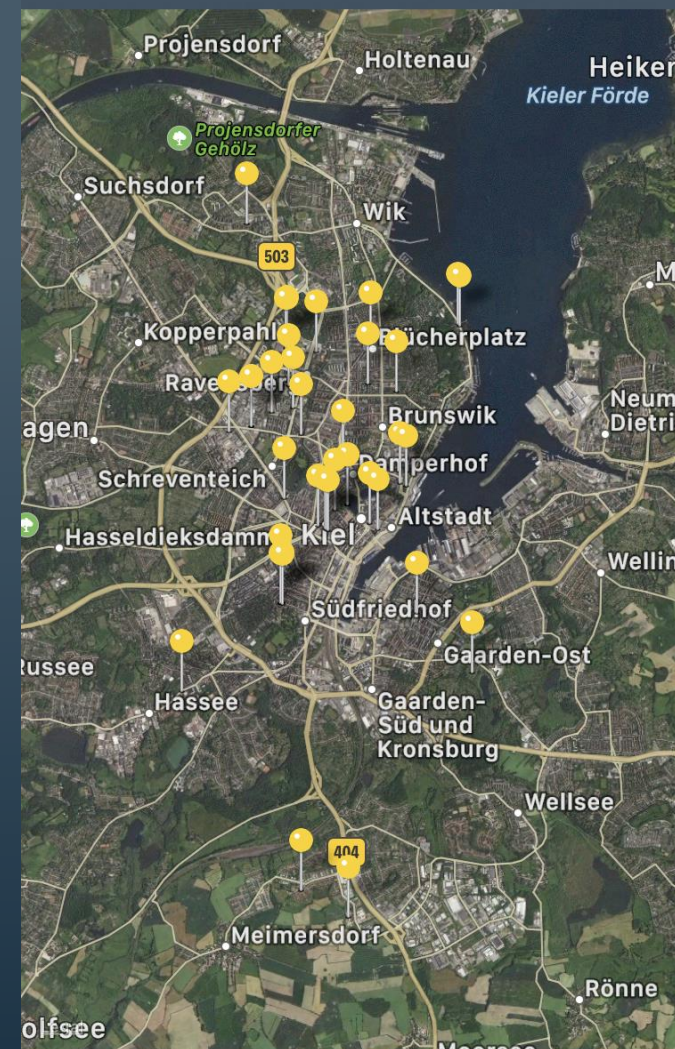 Projensdorf
Holtenau
Heiker
Kieler Förde
Projensdorfer
Gehölz
Suchsdorf
Wik
503
M
Kopperpahl
Blücherplatz
Neum
Dietri
Brunswik
agen
Damperhof
Schreventeich
Altstadt
Hasseldieksdamm
Kiel
Wellin
Südfriedhof
Gaarden-Ost
Russee
Hassee
Gaarden-
Süd und
Kronsburg
Wellsee
404
Meimersdorf
Rönne
olfsee